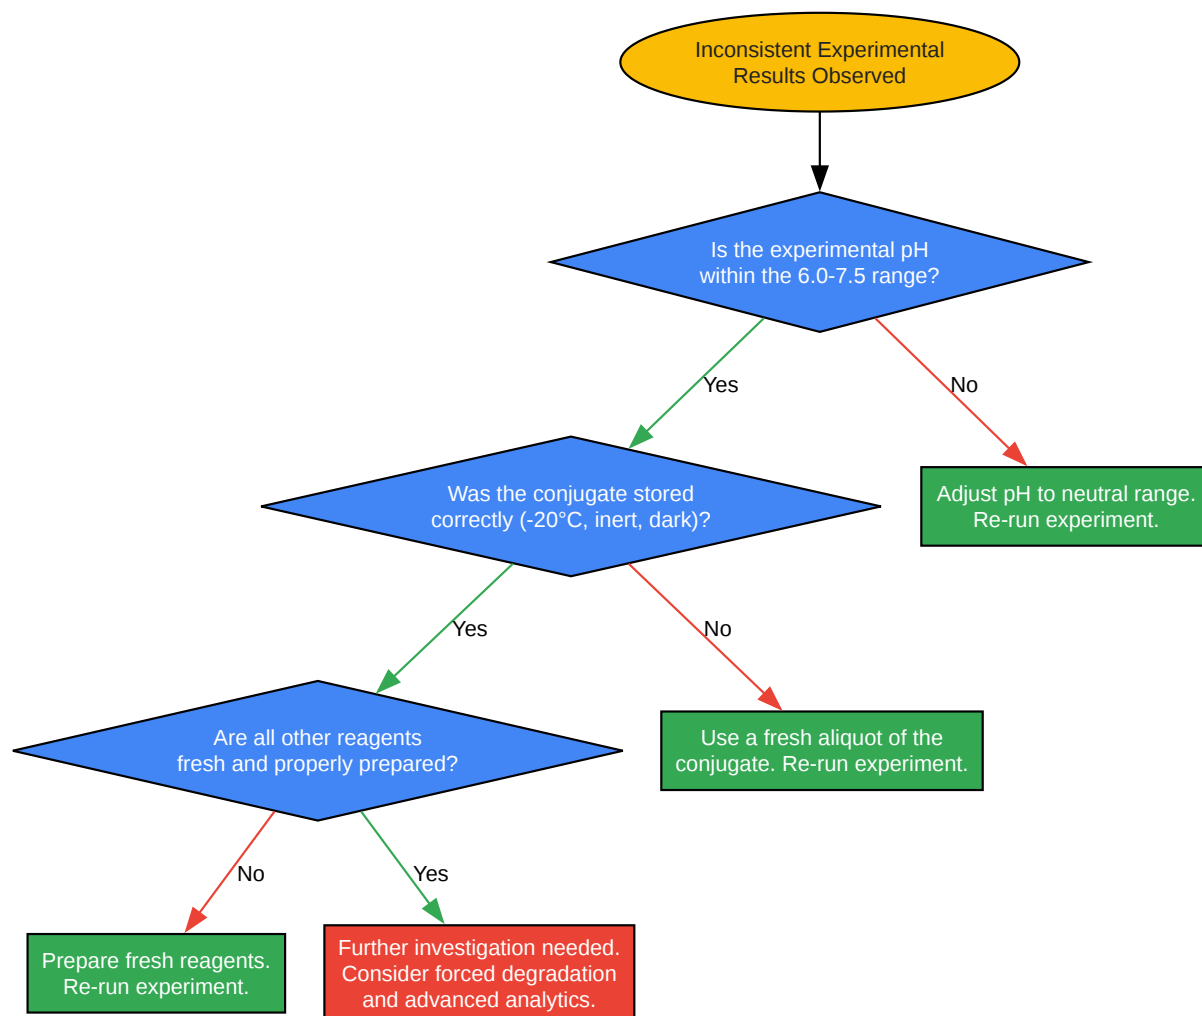 Inconsistent Experimental
Results Observed
Is the experimental pH
within the 6.0-7.5 range?
Yes
No
Was the conjugate stored
correctly (-20°C, inert, dark)?
Adjust pH to neutral range.
Re-run experiment.
Yes
No
Are all other reagents
fresh and properly prepared?
Use a fresh aliquot of the
conjugate. Re-run experiment.
No
Yes
Prepare fresh reagents.
Re-run experiment.
Further investigation needed.
Consider forced degradation
and advanced analytics.